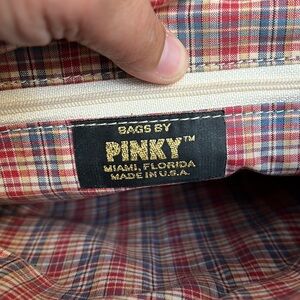 BAGS BY
PINKY™
MIAMI, FLORIDA
MADE IN U.S.A.